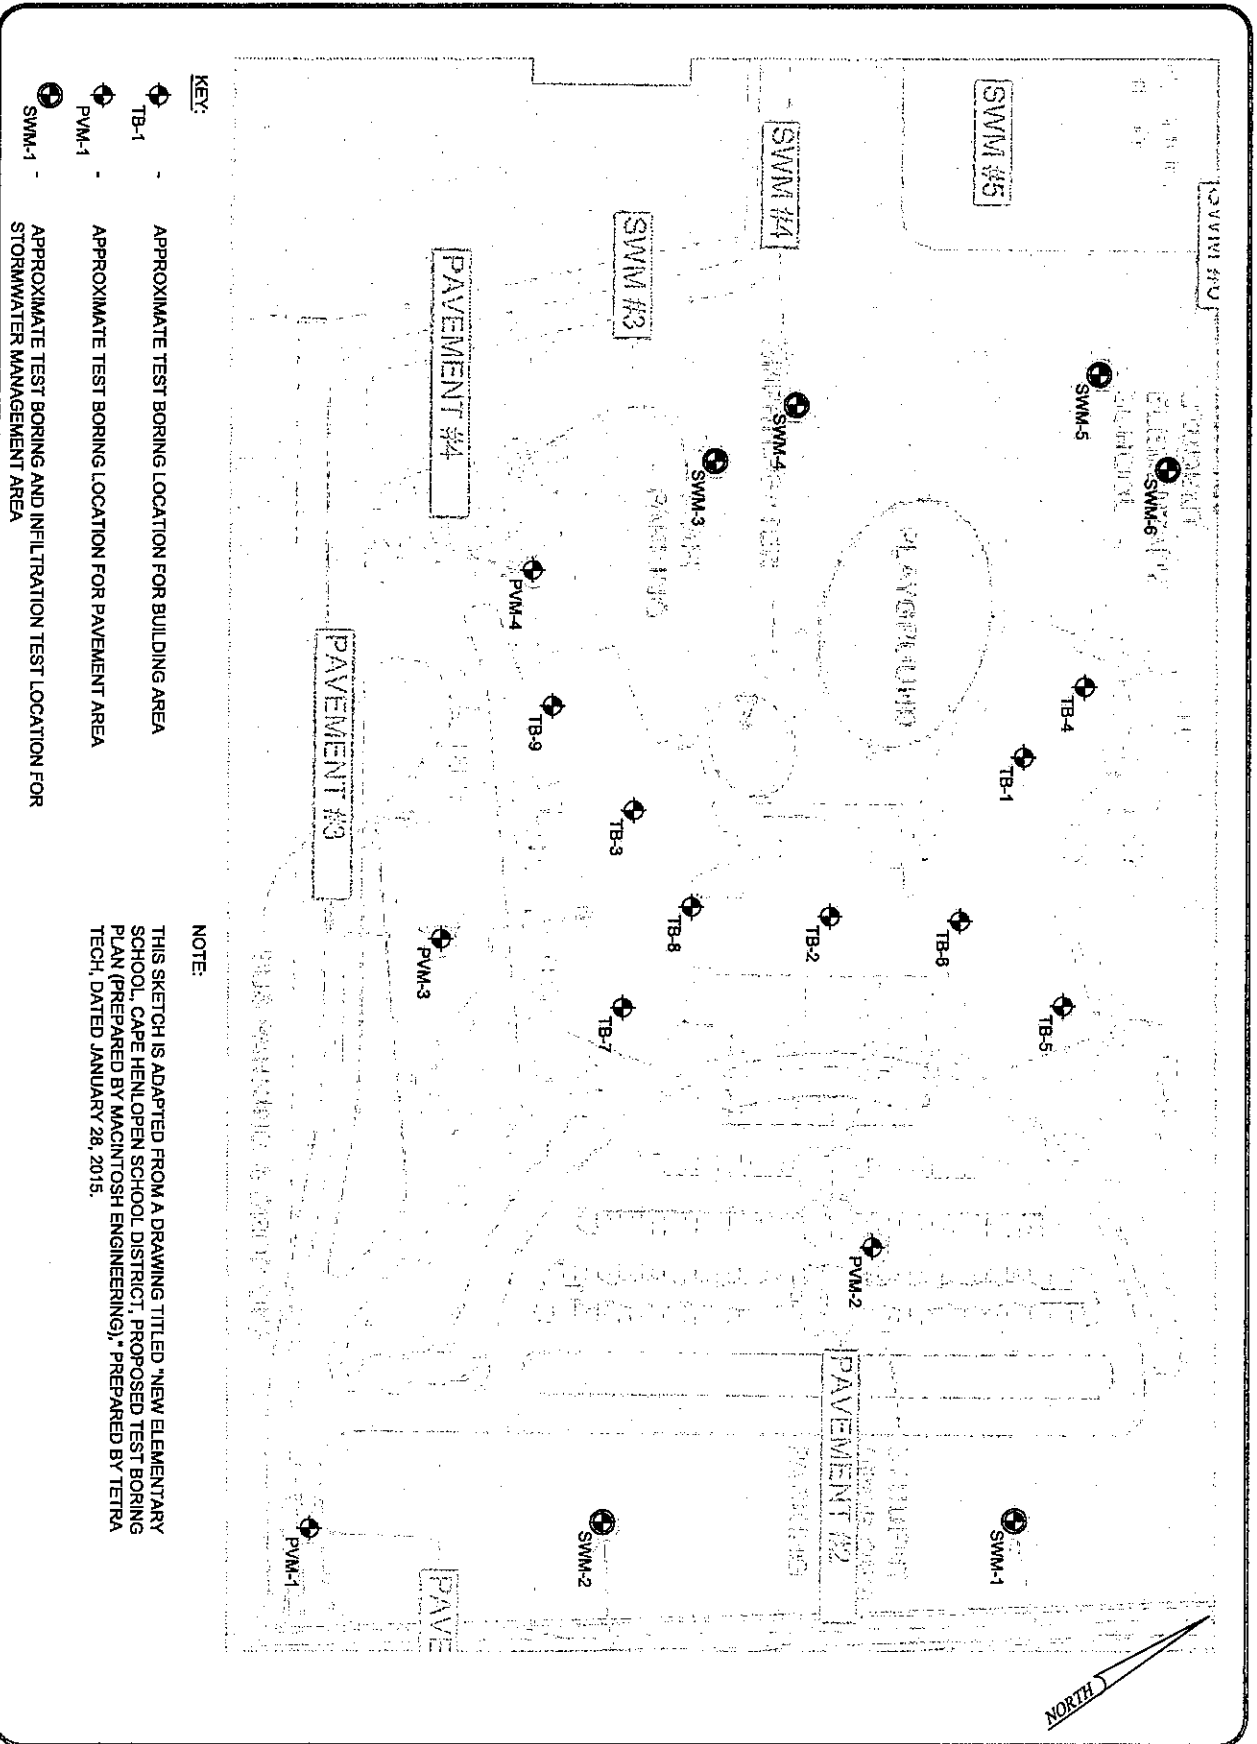 SWM #5
SWM #4
SWM #3
PAVEMENT #4
PAVEMENT #3
PAVEMENT #2
PAVE
PLAYGROUND
SWM-6
SWM-5
SWM-4
SWM-3
PVM-4
TB-4
TB-1
TB-9
TB-3
TB-8
TB-2
TB-6
TB-5
TB-7
PVM-3
PVM-2
SWM-1
SWM-2
PVM-1
NORTH
KEY:
TB-1 - APPROXIMATE TEST BORING LOCATION FOR BUILDING AREA
PVM-1 - APPROXIMATE TEST BORING LOCATION FOR PAVEMENT AREA
SWM-1 - APPROXIMATE TEST BORING AND INFILTRATION TEST LOCATION FOR
STORMWATER MANAGEMENT AREA
NOTE:
THIS SKETCH IS ADAPTED FROM A DRAWING TITLED "NEW ELEMENTARY
SCHOOL, CAPE HENLOPEN SCHOOL DISTRICT, PROPOSED TEST BORING
PLAN (PREPARED BY MACINTOSH ENGINEERING)," PREPARED BY TETRA
TECH, DATED JANUARY 28, 2015.